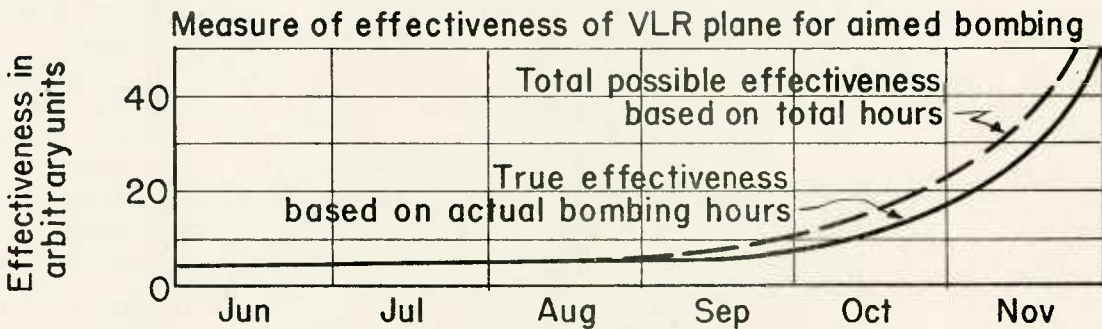 Measure of effectiveness of VLR plane for aimed bombing
Effectiveness in
arbitrary units
40
20
0
Total possible effectiveness
based on total hours
True effectiveness
based on actual bombing hours
Jun Jul Aug Sep Oct Nov